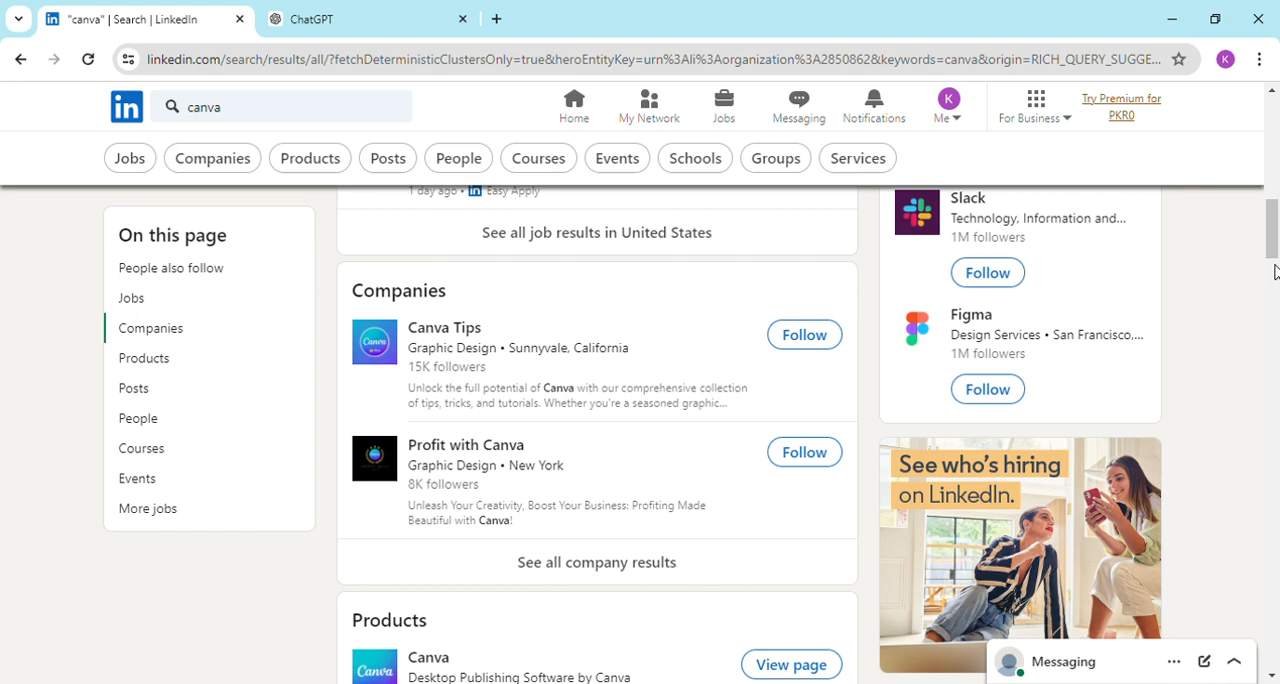 "canva" | Search | LinkedIn
ChatGPT
linkedin.com/search/results/all/?fetchDeterministicClustersOnly=true&heroEntityKey=urn%3Ali%3Aorganization%3A2850862&keywords=canva&origin=RICH_QUERY_SUGGE...
K
in
canva
Home
My Network
Jobs
Messaging
Notifications
K
Me
For Business
Try Premium for
PKR0
Jobs
Companies
Products
Posts
People
Courses
Events
Schools
Groups
Services
On this page
People also follow
Jobs
Companies
Products
Posts
People
Courses
Events
More jobs
1 day ago • in Easy Apply
See all job results in United States
Companies
Canva
Canva Tips
Graphic Design • Sunnyvale, California
15K followers
Unlock the full potential of Canva with our comprehensive collection
of tips, tricks, and tutorials. Whether you're a seasoned graphic...
Follow
Profit with Canva
Graphic Design • New York
8K followers
Unleash Your Creativity, Boost Your Business: Profiting Made
Beautiful with Canva!
Follow
See all company results
Products
Canva
Canva
Desktop Publishing Software by Canva
View page
Slack
Technology, Information and...
1M followers
Follow
Figma
Design Services • San Francisco,...
1M followers
Follow
See who's hiring
on LinkedIn.
Messaging